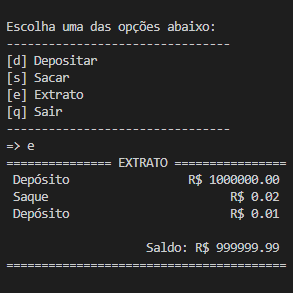 Escolha uma das opções abaixo:
--------------------------------
[d] Depositar
[s] Sacar
[e] Extrato
[q] Sair
--------------------------------
=> e
=============== EXTRATO ================
Depósito R$ 1000000.00
Saque R$ 0.02
Depósito R$ 0.01
Saldo: R$ 999999.99
========================================